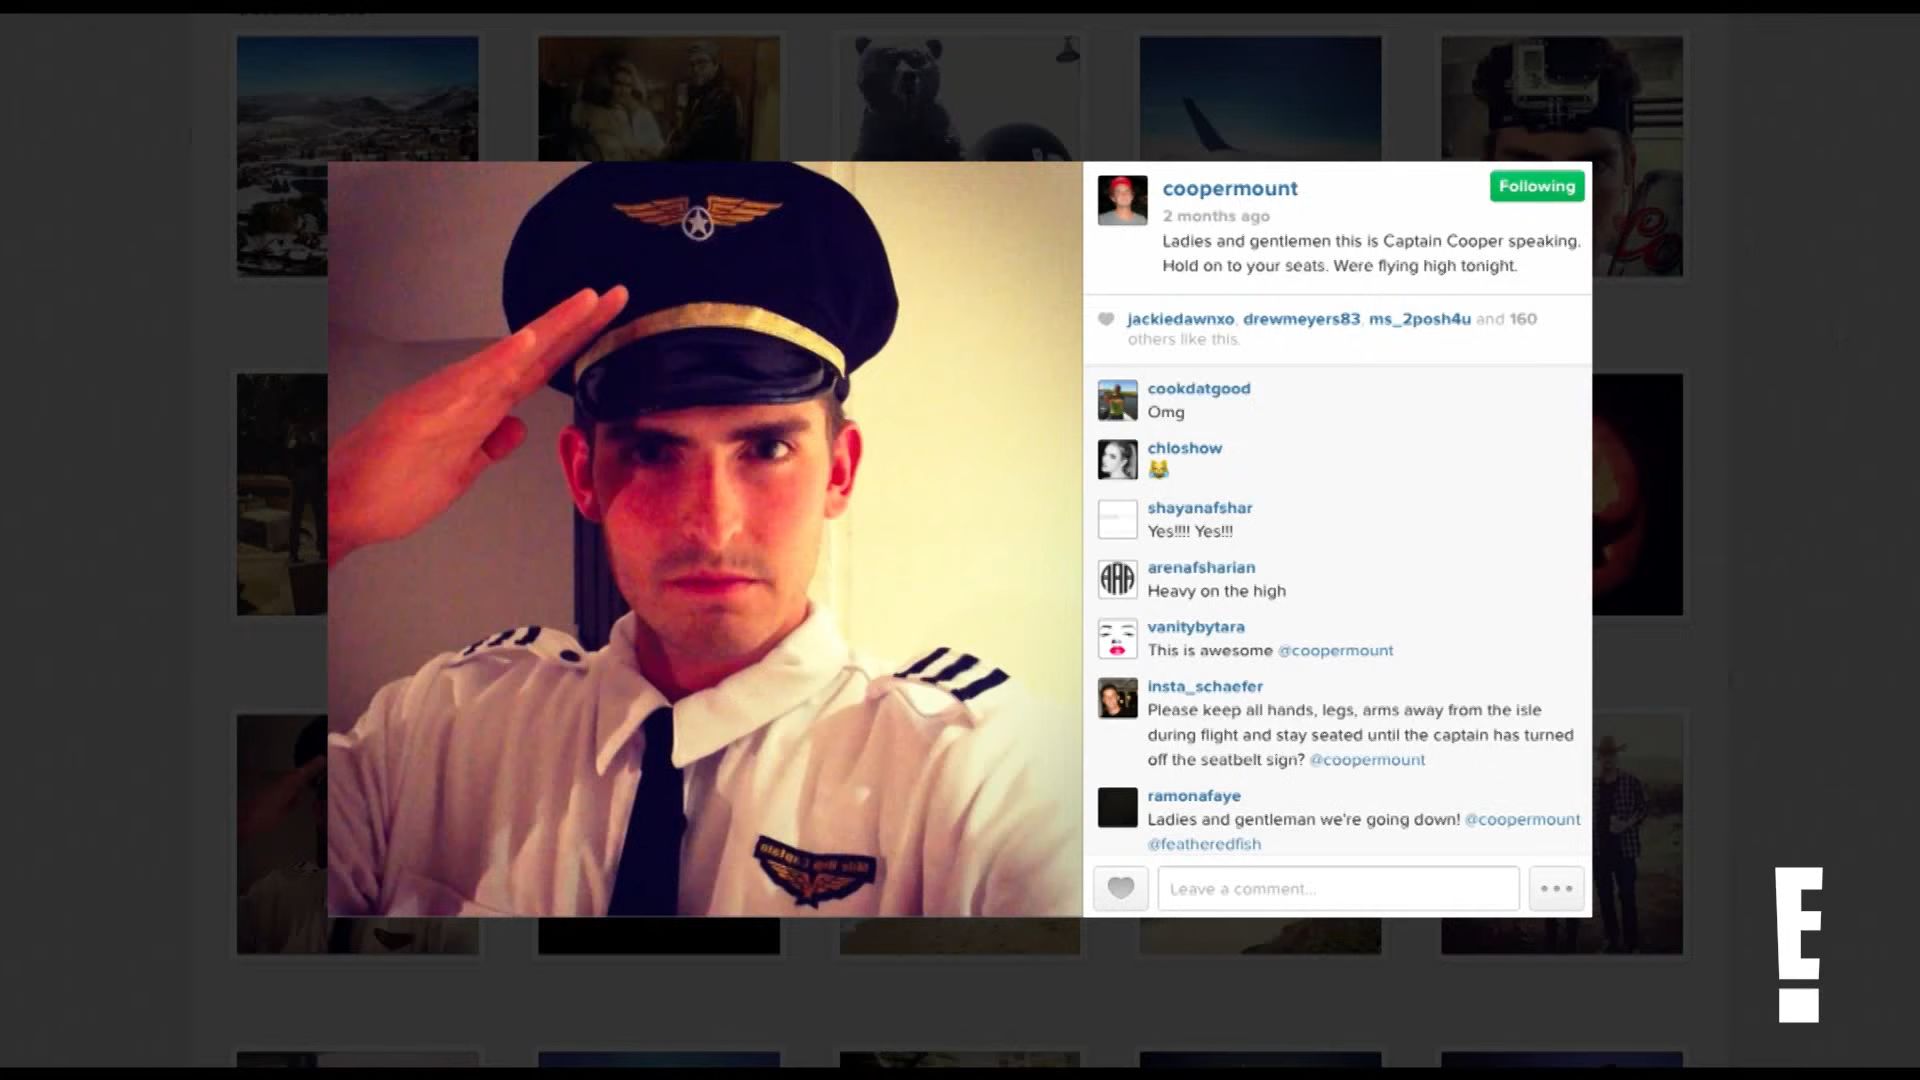 coopermount
Following
2 months ago
Ladies and gentlemen this is Captain Cooper speaking.
Hold on to your seats. Were flying high tonight.
jackiedawnxo, drewmeyers83, ms_2posh4u and 160
others like this.
cookdatgood
Omg
chloshow
😹
shayanafshar
Yes!!!! Yes!!!
AAA
arenafsharian
Heavy on the high
vanitybytara
This is awesome @coopermount
insta_schaefer
Please keep all hands, legs, arms away from the isle
during flight and stay seated until the captain has turned
off the seatbelt sign? @coopermount
ramonafaye
Ladies and gentleman we're going down! @coopermount
@featheredfish
Leave a comment...
Mile High Captain
E!